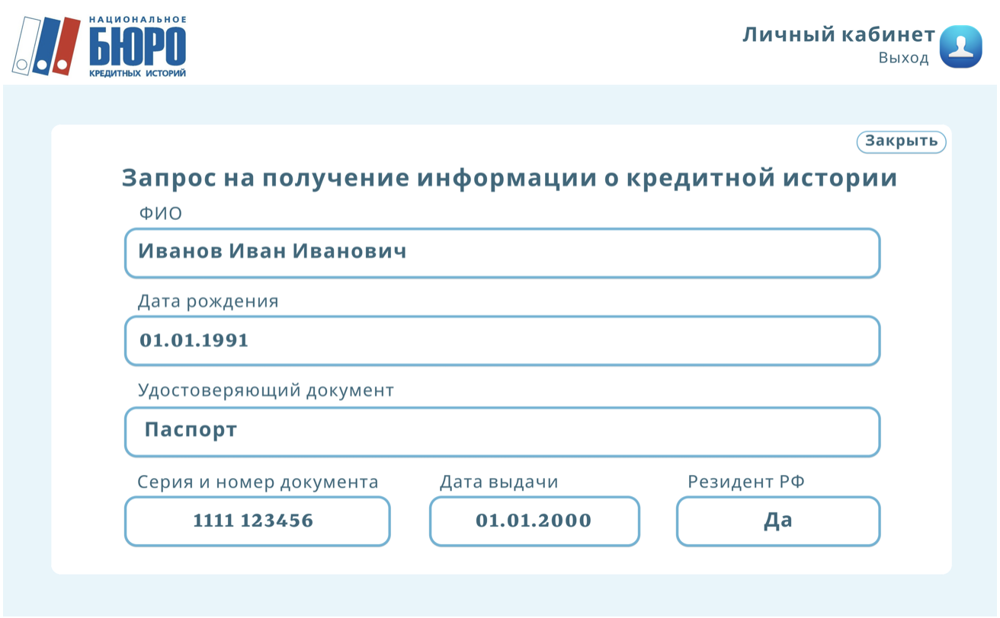 НАЦИОНАЛЬНОЕ
БЮРО
КРЕДИТНЫХ ИСТОРИЙ
Личный кабинет
Выход
Закрыть
Запрос на получение информации о кредитной истории
ФИО
Иванов Иван Иванович
Дата рождения
01.01.1991
Удостоверяющий документ
Паспорт
Серия и номер документа Дата выдачи Резидент РФ
1111 123456 01.01.2000 Да